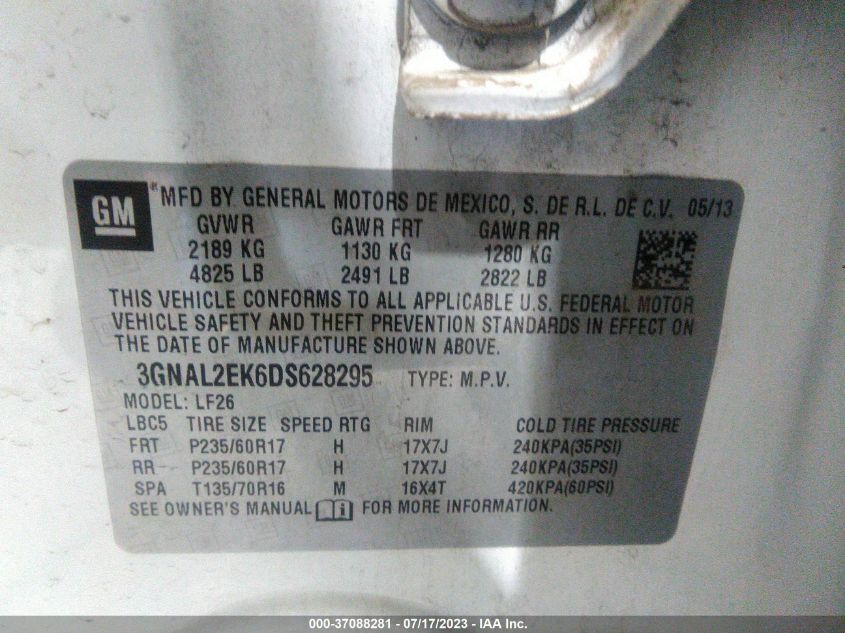 GM
®MFD BY GENERAL MOTORS DE MEXICO, S. DE R.L. DE C.V. 05/13
GVWR GAWR FRT GAWR RR
2189 KG 1130 KG 1280 KG
4825 LB 2491 LB 2822 LB
THIS VEHICLE CONFORMS TO ALL APPLICABLE U.S. FEDERAL MOTOR
VEHICLE SAFETY AND THEFT PREVENTION STANDARDS IN EFFECT ON
THE DATE OF MANUFACTURE SHOWN ABOVE.
3GNAL2EK6DS628295 TYPE: M.P.V.
MODEL: LF26
LBC5 TIRE SIZE SPEED RTG RIM COLD TIRE PRESSURE
FRT P235/60R17 H 17X7J 240KPA(35PSI)
RR P235/60R17 H 17X7J 240KPA(35PSI)
SPA T135/70R16 M 16X4T 420KPA(60PSI)
SEE OWNER'S MANUAL i FOR MORE INFORMATION.
000-37088281 - 07/17/2023 - IAA Inc.